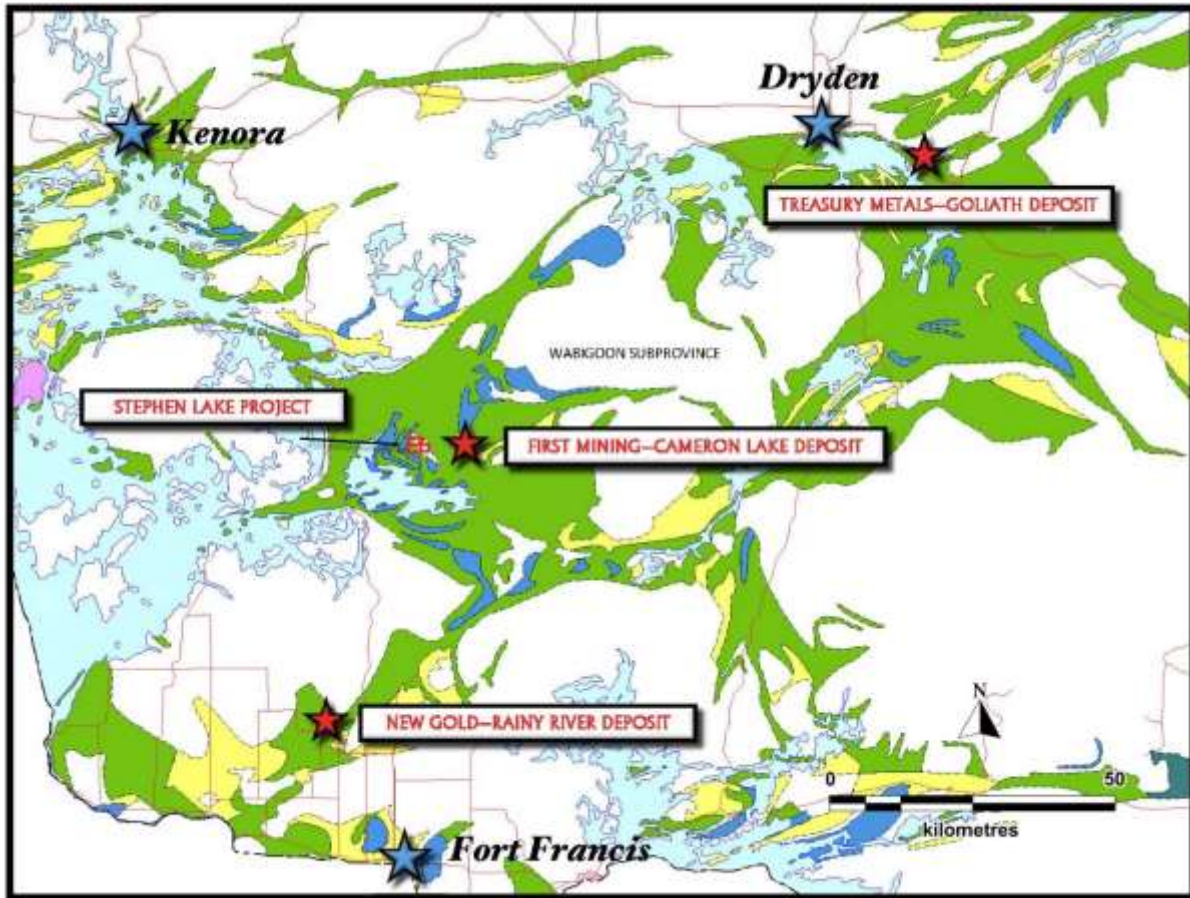 Dryden
Kenora
TREASURY METALS—GOLIATH DEPOSIT
WABIGOON SUBPROVINCE
STEPHEN LAKE PROJECT
FIRST MINING—CAMERON LAKE DEPOSIT
NEW GOLD—RAINY RIVER DEPOSIT
N
0 50
kilometres
Fort Francis